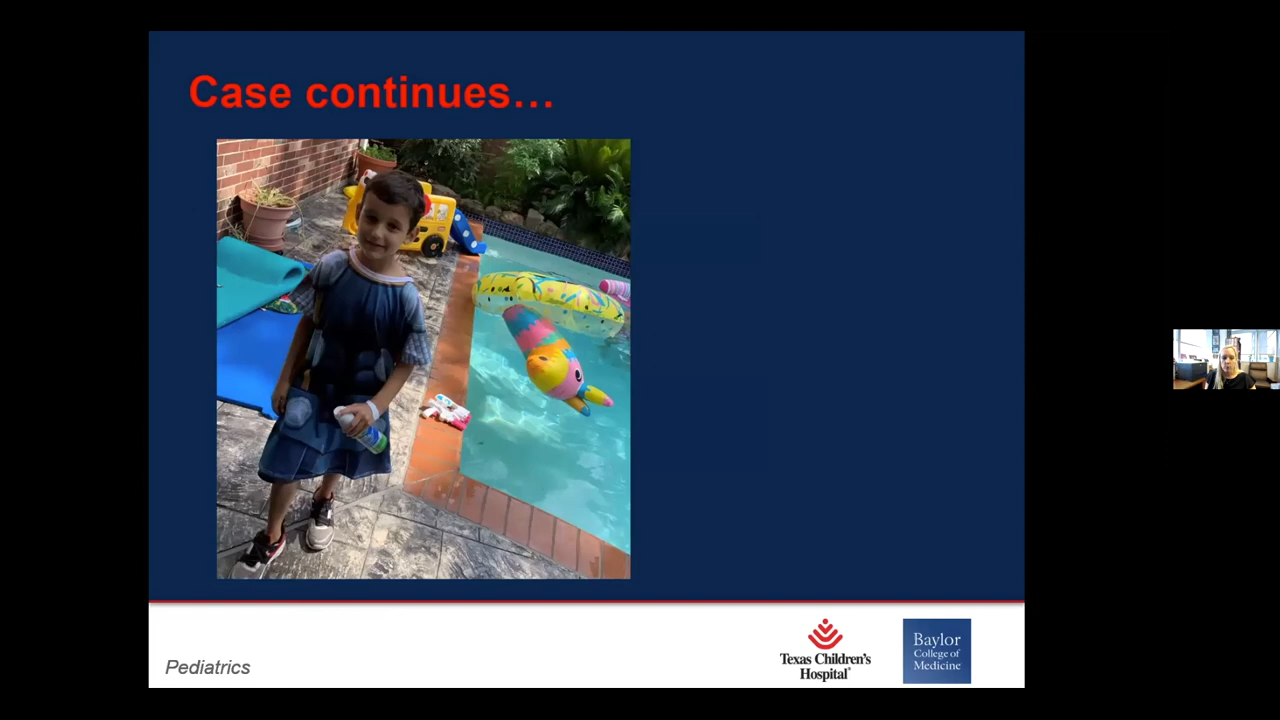 Case continues…
Pediatrics
Texas Children's
Hospital®
Baylor
College of
Medicine